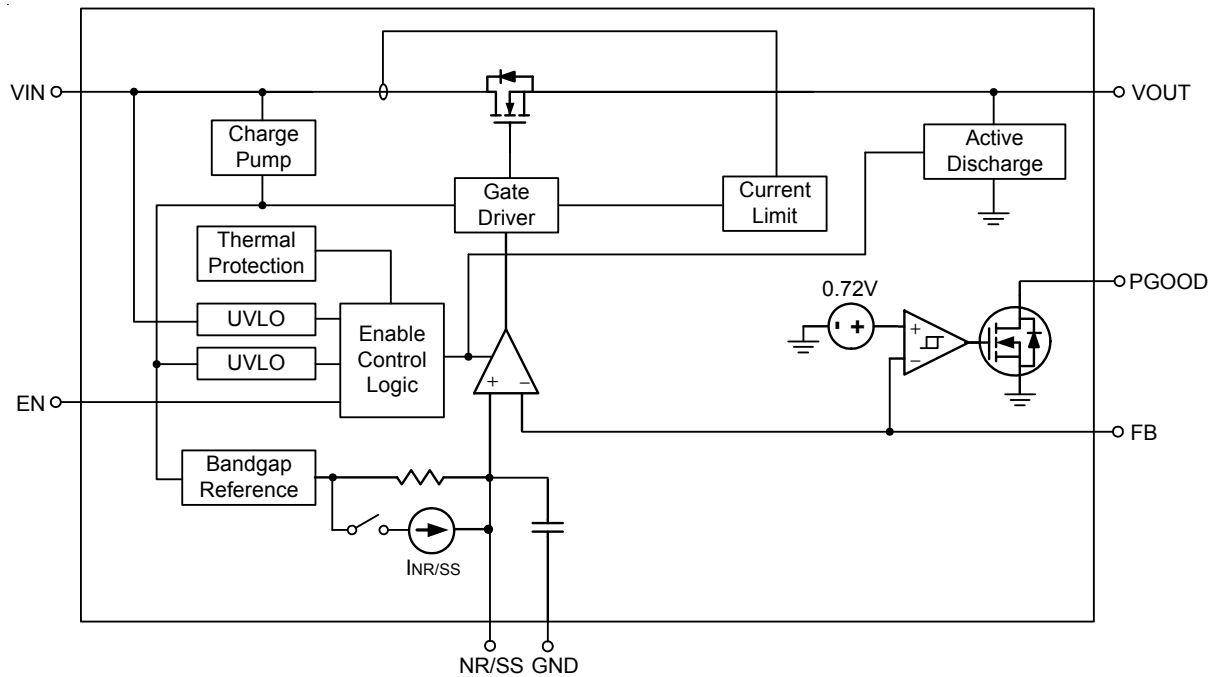 VIN
VOUT
Charge
Pump
Active
Discharge
Gate
Driver
Current
Limit
Thermal
Protection
PGOOD
0.72V
- +
UVLO
Enable
Control
Logic
UVLO
+
−
+ −
EN
FB
Bandgap
Reference
INR/SS
NR/SS GND